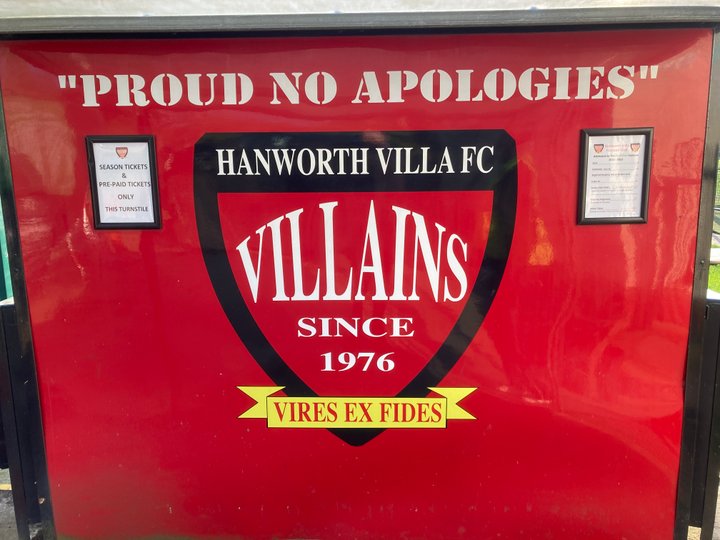 "PROUD NO APOLOGIES"
SEASON TICKETS
&
PRE-PAID TICKETS
ONLY
THIS TURNSTILE
HANWORTH VILLA FC
VILLAINS
SINCE
1976
VIRES EX FIDES